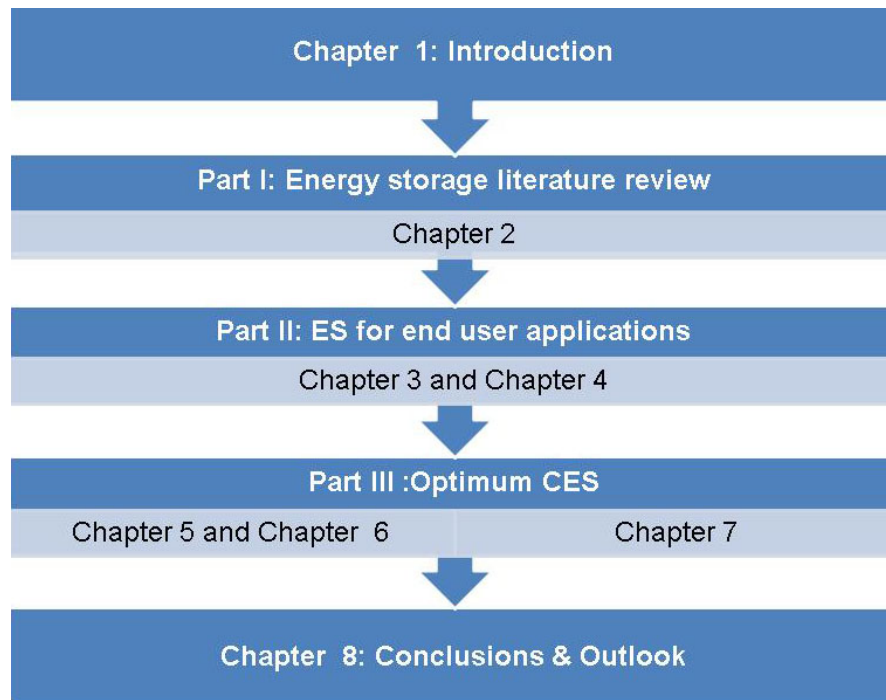 Chapter  1: Introduction
Part I: Energy storage literature review
Chapter 2
Part II: ES for end user applications
Chapter 3 and Chapter 4
Part III :Optimum CES
Chapter 5 and Chapter  6
Chapter 7
Chapter  8: Conclusions & Outlook